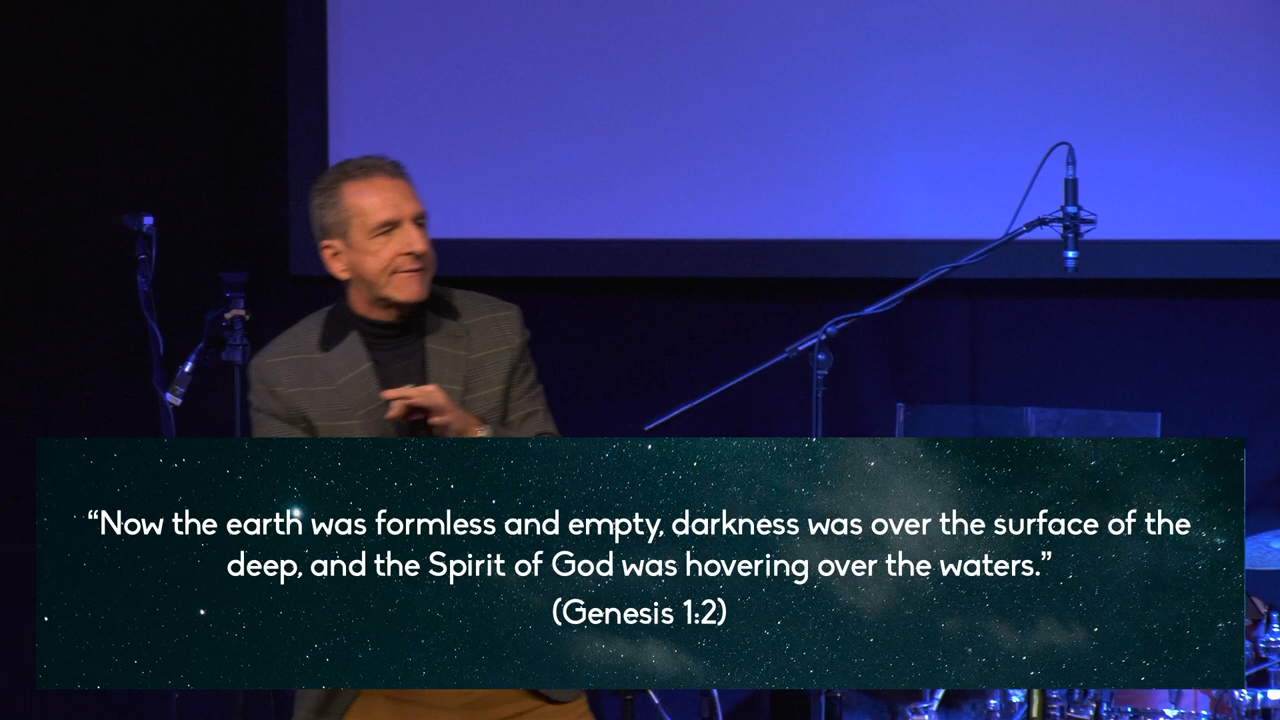 “Now the earth was formless and empty, darkness was over the surface of the
deep, and the Spirit of God was hovering over the waters.”
(Genesis 1:2)